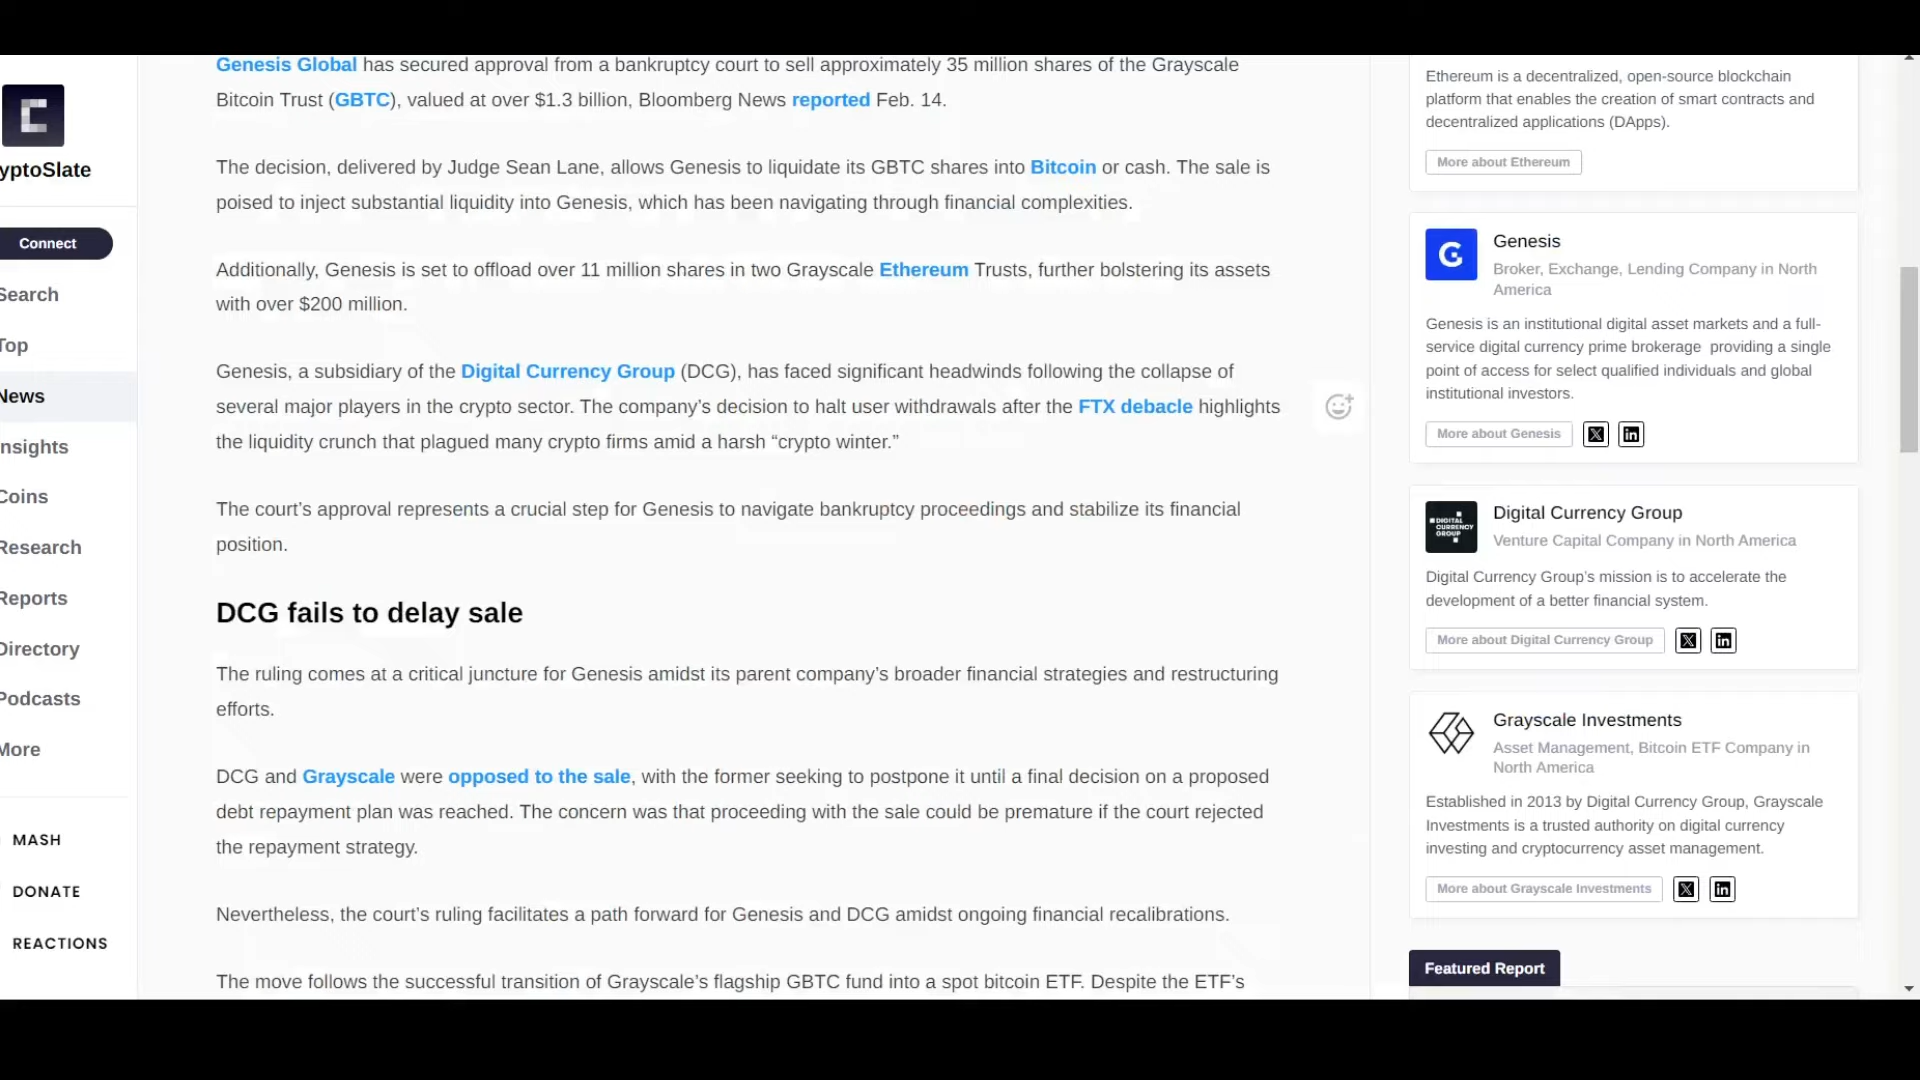 yptoSlate
Connect
Search
Top
News
nsights
Coins
Research
Reports
Directory
Podcasts
More
MASH
DONATE
REACTIONS
Genesis Global has secured approval from a bankruptcy court to sell approximately 35 million shares of the Grayscale
Bitcoin Trust (GBTC), valued at over $1.3 billion, Bloomberg News reported Feb. 14.
The decision, delivered by Judge Sean Lane, allows Genesis to liquidate its GBTC shares into Bitcoin or cash. The sale is
poised to inject substantial liquidity into Genesis, which has been navigating through financial complexities.
Additionally, Genesis is set to offload over 11 million shares in two Grayscale Ethereum Trusts, further bolstering its assets
with over $200 million.
Genesis, a subsidiary of the Digital Currency Group (DCG), has faced significant headwinds following the collapse of
several major players in the crypto sector. The company’s decision to halt user withdrawals after the FTX debacle highlights
the liquidity crunch that plagued many crypto firms amid a harsh “crypto winter.”
The court’s approval represents a crucial step for Genesis to navigate bankruptcy proceedings and stabilize its financial
position.
DCG fails to delay sale
The ruling comes at a critical juncture for Genesis amidst its parent company’s broader financial strategies and restructuring
efforts.
DCG and Grayscale were opposed to the sale, with the former seeking to postpone it until a final decision on a proposed
debt repayment plan was reached. The concern was that proceeding with the sale could be premature if the court rejected
the repayment strategy.
Nevertheless, the court’s ruling facilitates a path forward for Genesis and DCG amidst ongoing financial recalibrations.
The move follows the successful transition of Grayscale’s flagship GBTC fund into a spot bitcoin ETF. Despite the ETF’s
Ethereum is a decentralized, open-source blockchain
platform that enables the creation of smart contracts and
decentralized applications (DApps).
More about Ethereum
Genesis
Broker, Exchange, Lending Company in North
America
Genesis is an institutional digital asset markets and a full-
service digital currency prime brokerage providing a single
point of access for select qualified individuals and global
institutional investors.
More about Genesis
DIGITAL
CURRENCY
GROUP
Digital Currency Group
Venture Capital Company in North America
Digital Currency Group’s mission is to accelerate the
development of a better financial system.
More about Digital Currency Group
Grayscale Investments
Asset Management, Bitcoin ETF Company in
North America
Established in 2013 by Digital Currency Group, Grayscale
Investments is a trusted authority on digital currency
investing and cryptocurrency asset management.
More about Grayscale Investments
Featured Report